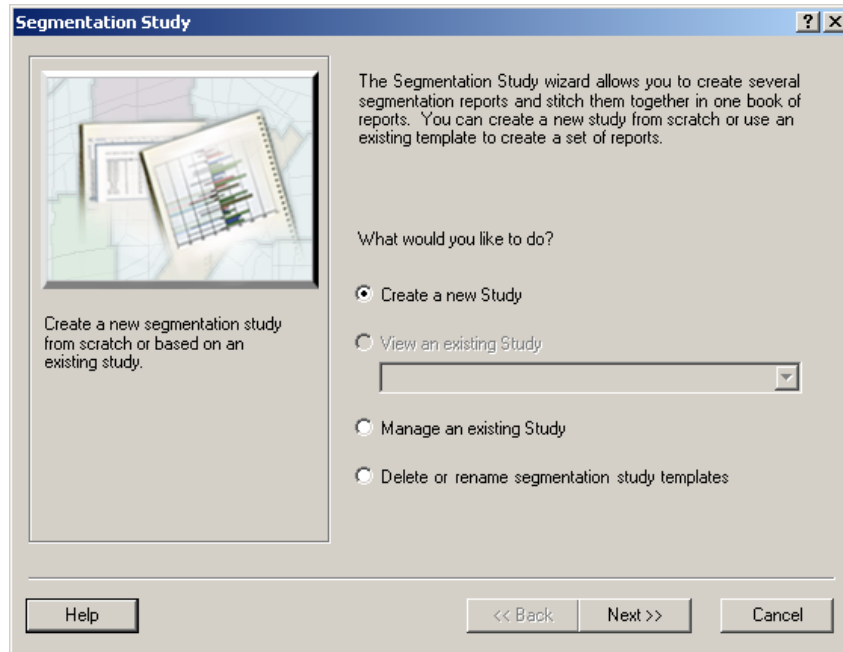 Segmentation Study
The Segmentation Study wizard allows you to create several
segmentation reports and stitch them together in one book of
reports. You can create a new study from scratch or use an
existing template to create a set of reports.
What would you like to do?
Create a new Study
View an existing Study
Manage an existing Study
Delete or rename segmentation study templates
Create a new segmentation study
from scratch or based on an
existing study.
Help
<< Back
Next >>
Cancel